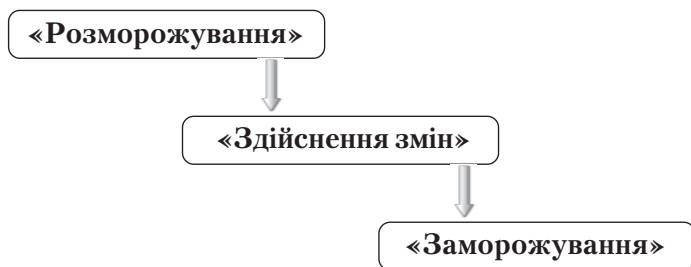 «Розморожування»
«Здійснення змін»
«Заморожування»